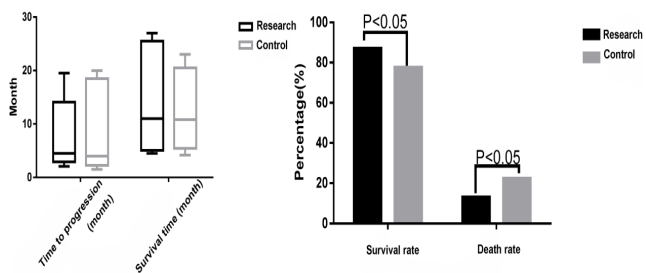 30
20
10
0
Month
Time to progression
(month)
Survival time (month)
Research
Control
100
80
60
40
20
0
Percentage(%)
P<0.05
P<0.05
Survival rate
Death rate
Research
Control